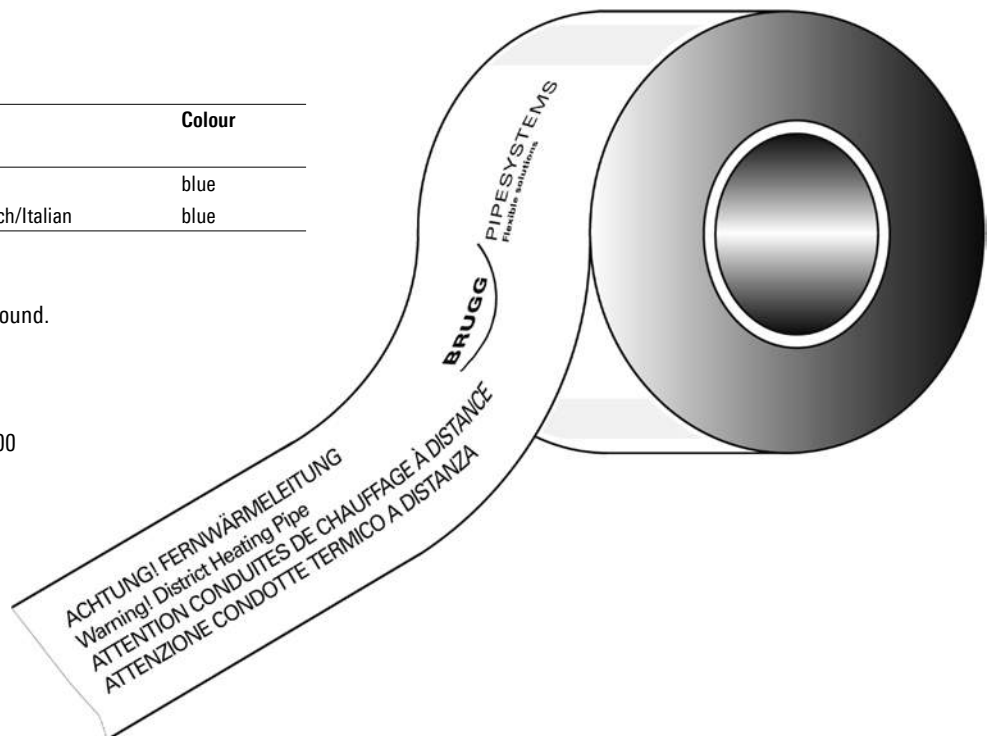 Colour
blue
ch/Italian blue
ound.
00
PIPESYSTEMS
Flexible solutions
BRUGG
ACHTUNG! FERNWÄRMELEITUNG
Warning! District Heating Pipe
ATTENTION CONDUITES DE CHAUFFAGE À DISTANCE
ATTENZIONE CONDOTTE TERMICO A DISTANZA